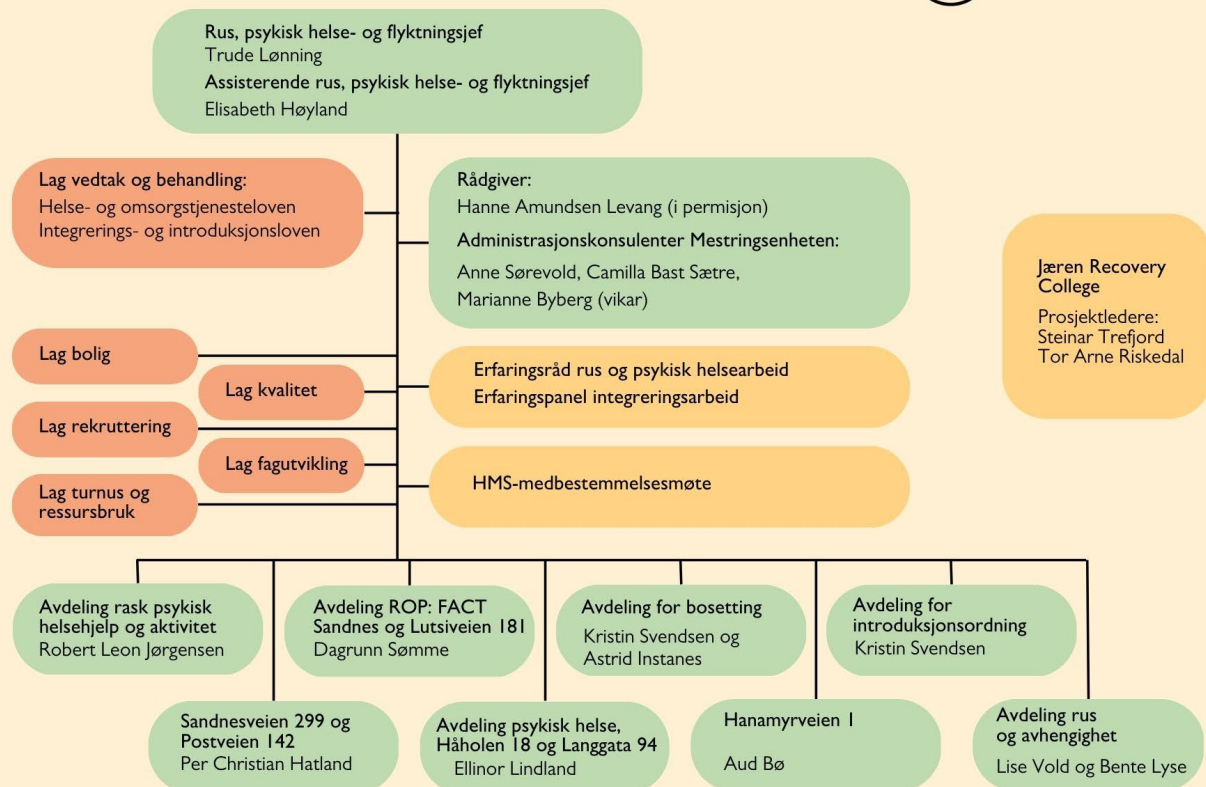 Rus, psykisk helse- og flyktningsjef
Trude Lønning
Assisterende rus, psykisk helse- og flyktningsjef
Elisabeth Høyland
Lag vedtak og behandling:
Helse- og omsorgstjenesteloven
Integrerings- og introduksjonsloven
Rådgiver:
Hanne Amundsen Levang (i permisjon)
Administrasjonskonsulenter Mestringsenheten:
Anne Sørevold, Camilla Bast Sætre,
Marianne Byberg (vikar)
Jæren Recovery
College
Prosjektledere:
Steinar Trefjord
Tor Arne Riskedal
Lag bolig
Lag kvalitet
Lag rekruttering
Lag fagutvikling
Lag turnus og
ressursbruk
Erfaringsråd rus og psykisk helsearbeid
Erfaringspanel integreringsarbeid
HMS-medbestemmelsesmøte
Avdeling rask psykisk
helsehjelp og aktivitet
Robert Leon Jørgensen
Avdeling ROP: FACT
Sandnes og Lutsiveien 181
Dagrunn Sømme
Avdeling for bosetting
Kristin Svendsen og
Astrid Instanes
Avdeling for
introduksjonsordning
Kristin Svendsen
Sandnesveien 299 og
Postveien 142
Per Christian Hatland
Avdeling psykisk helse,
Håholen 18 og Langgata 94
Ellinor Lindland
Hanamyrveien 1
Aud Bø
Avdeling rus
og avhengighet
Lise Vold og Bente Lyse